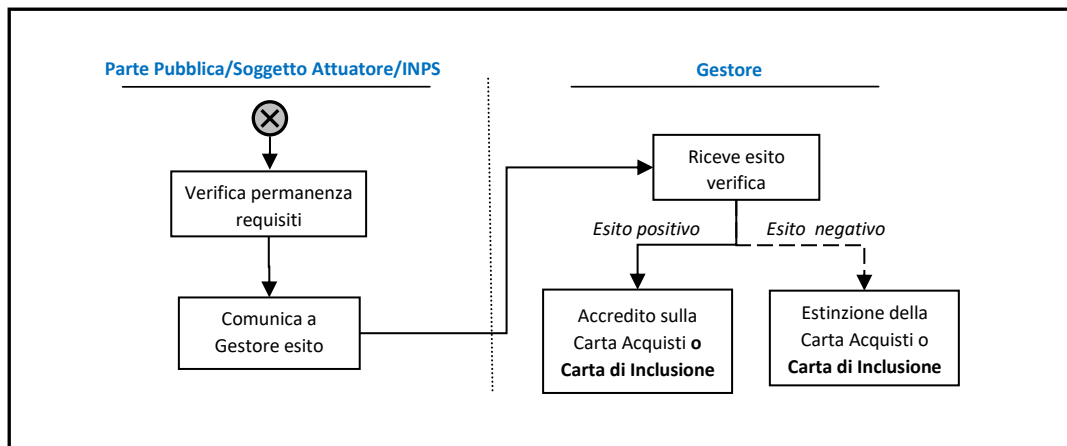 Parte Pubblica/Soggetto Attuatore/INPS
Gestore
Verifica permanenza
requisiti
Comunica a
Gestore esito
Riceve esito
verifica
Esito positivo
Esito negativo
Accredito sulla
Carta Acquisti o
Carta di Inclusione
Estinzione della
Carta Acquisti o
Carta di Inclusione